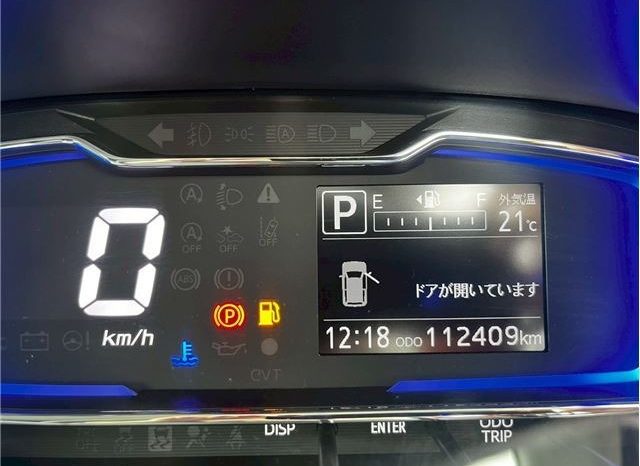 A
A OFF
OFF
OFF
ABS
P
0
km/h
CVT
P
E F
外気温
21℃
ドアが開いています
12:18 ODO 112409km
DISP
ENTER
ODO
TRIP